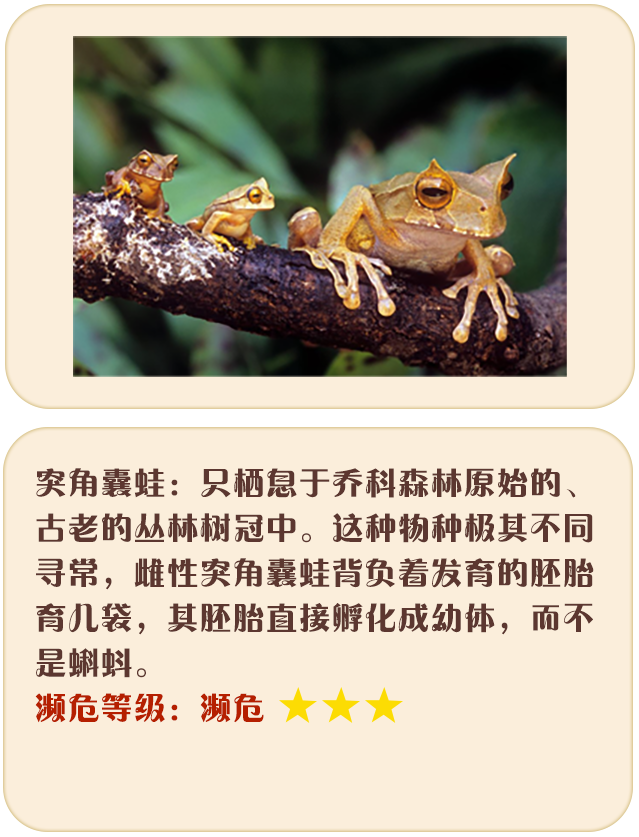 突角囊蛙：只栖息于乔科森林原始的、
古老的丛林树冠中。这种物种极其不同
寻常，雌性突角囊蛙背负着发育的胚胎
育儿袋，其胚胎直接孵化成幼体，而不
是蝌蚪。
濒危等级：濒危 ★★★